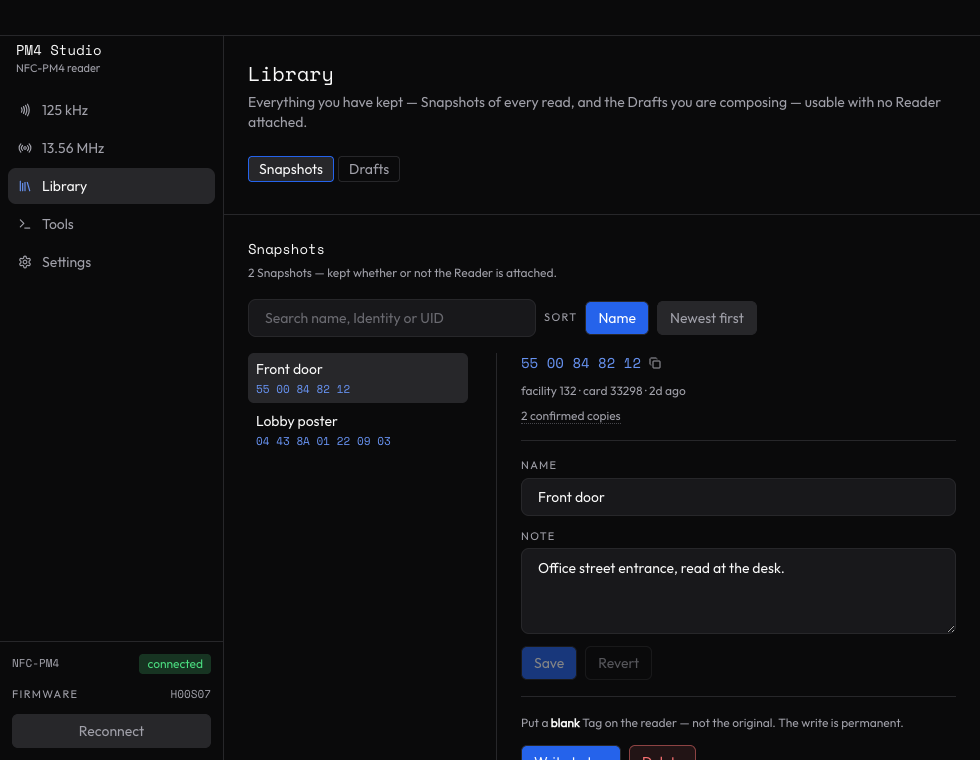 PM4 Studio
NFC-PM4 reader
125 kHz
13.56 MHz
Library
Tools
Settings
NFC-PM4
connected
FIRMWARE
H00S07
Reconnect
Library
Everything you have kept — Snapshots of every read, and the Drafts you are composing — usable with no Reader
attached.
Snapshots
Drafts
Snapshots
2 Snapshots — kept whether or not the Reader is attached.
Search name, Identity or UID
SORT
Name
Newest first
Front door
55 00 84 82 12
Lobby poster
04 43 8A 01 22 09 03
55 00 84 82 12
facility 132 · card 33298 · 2d ago
2 confirmed copies
NAME
Front door
NOTE
Office street entrance, read at the desk.
Save
Revert
Put a blank Tag on the reader — not the original. The write is permanent.